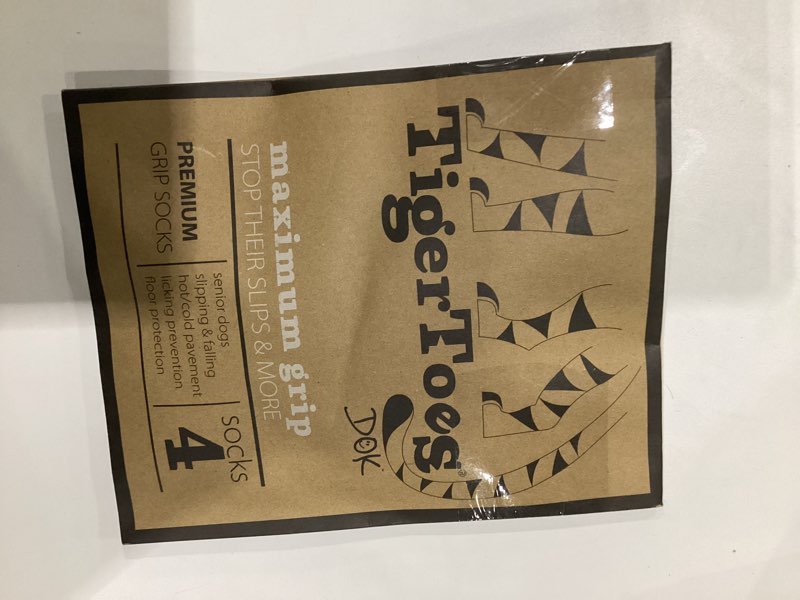 TigerToes®
DOK
maximum grip
STOP THEIR SLIPS & MORE
PREMIUM
GRIP SOCKS
senior dogs
slipping & falling
hot/cold pavement
licking prevention
floor protection
SOCKS
4